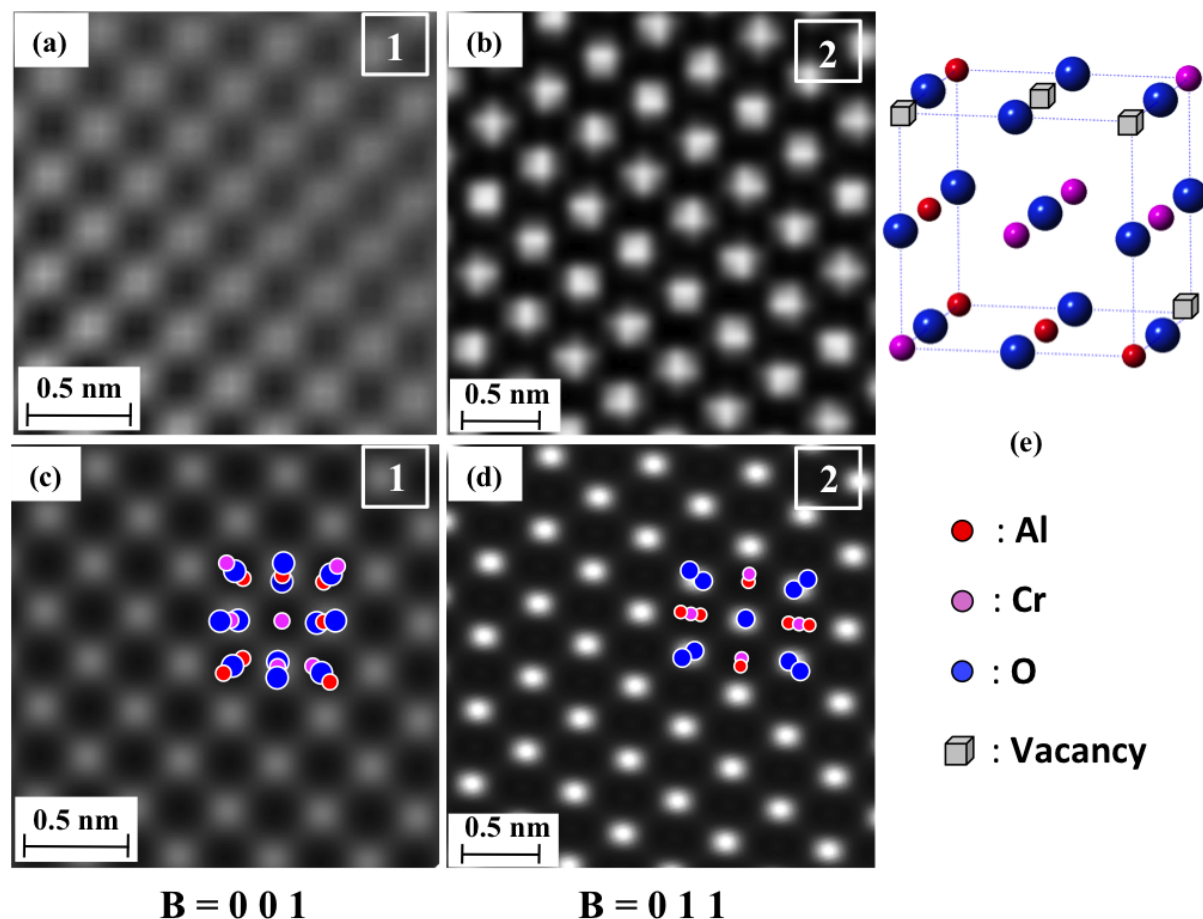 (a)
1
0.5 nm
(b)
2
0.5 nm
(c)
1
0.5 nm
(d)
2
0.5 nm
B = 0 0 1
B = 0 1 1
(e)
: Al
: Cr
: O
: Vacancy